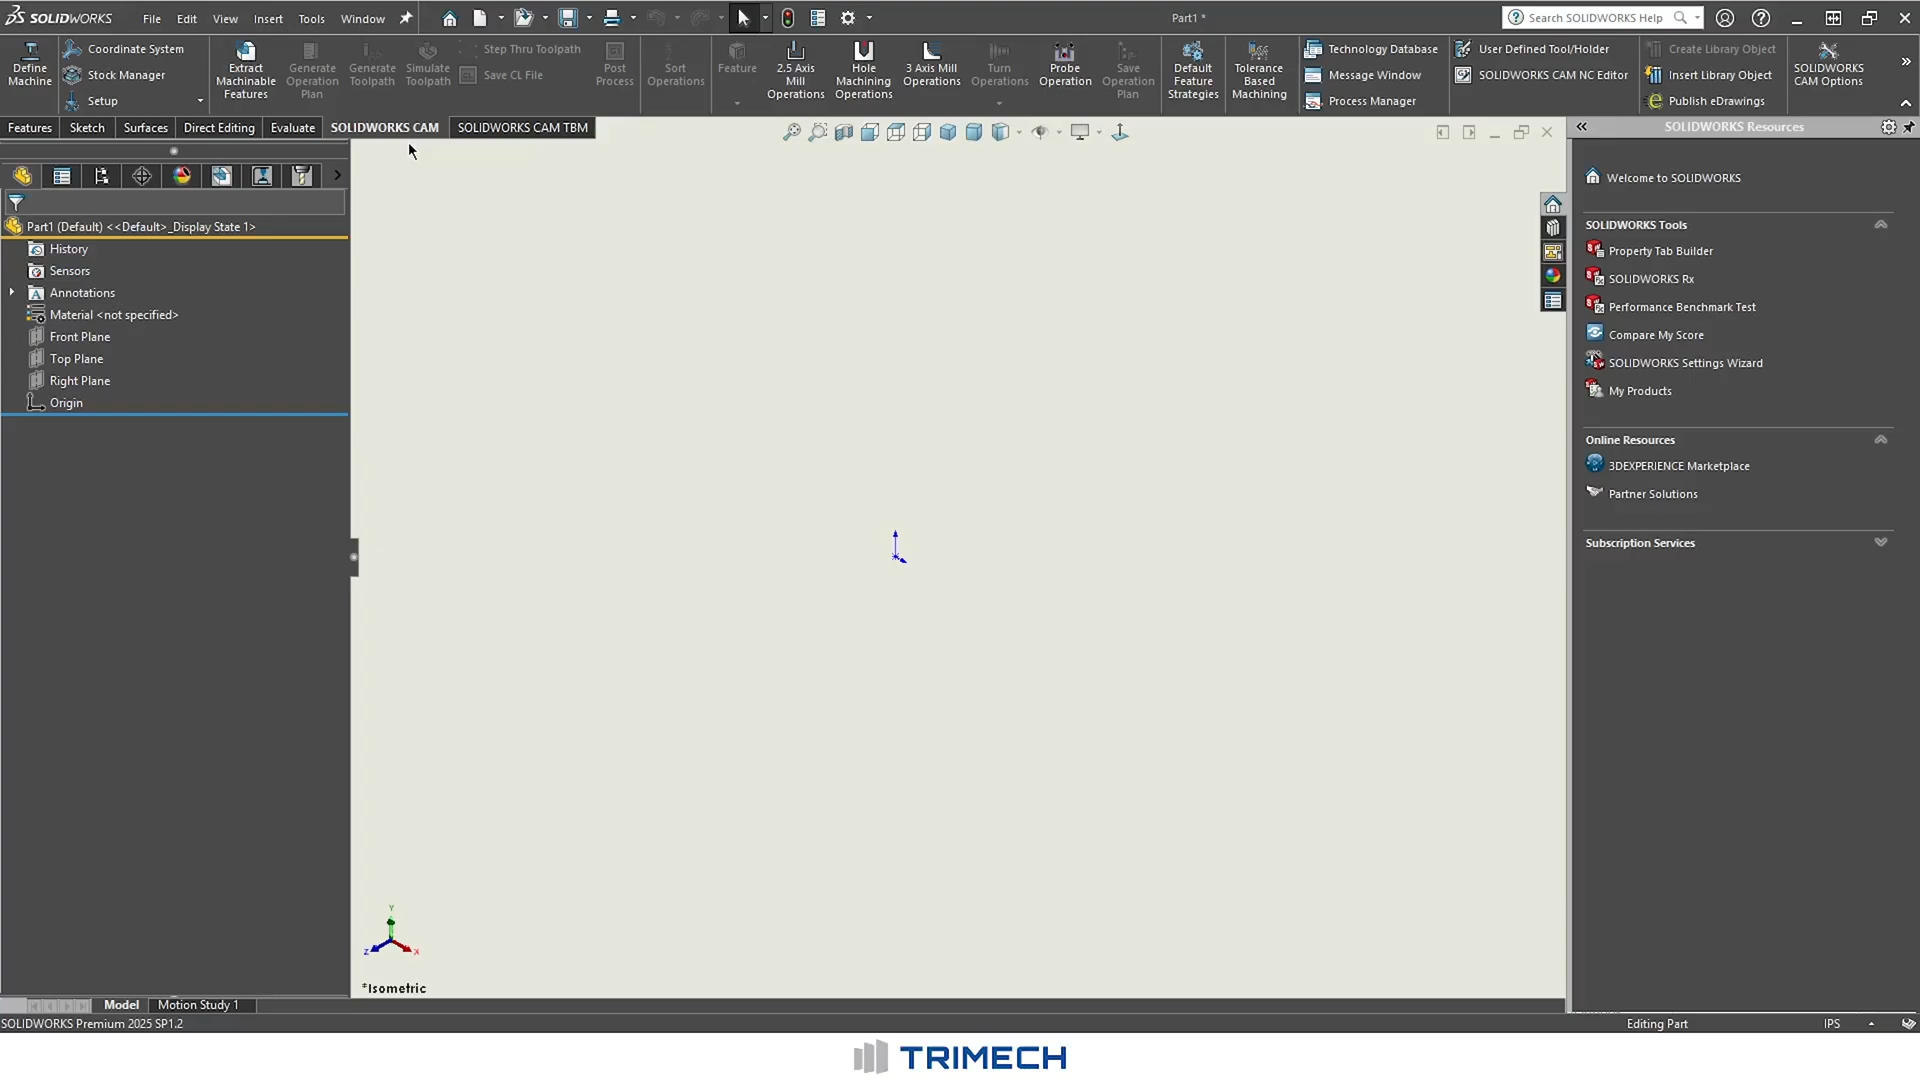 SOLIDWORKS File Edit View Insert Tools Window Part1 * Search SOLIDWORKS Help
Define Machine
Coordinate System
Stock Manager
Setup
Extract Machinable Features
Generate Operation Plan
Generate Toolpath
Simulate Toolpath
Step Thru Toolpath
Save CL File
Post Process
Sort Operations
Feature
2.5 Axis Mill Operations
Hole Machining Operations
3 Axis Mill Operations
Turn Operations
Probe Operation
Save Operation Plan
Default Feature Strategies
Tolerance Based Machining
Technology Database
Message Window
Process Manager
User Defined Tool/Holder
SOLIDWORKS CAM NC Editor
Create Library Object
Insert Library Object
Publish eDrawings
SOLIDWORKS CAM Options
Features Sketch Surfaces Direct Editing Evaluate SOLIDWORKS CAM SOLIDWORKS CAM TBM
Part1 (Default) <<Default>_Display State 1>
History
Sensors
Annotations
Material <not specified>
Front Plane
Top Plane
Right Plane
Origin
Y
Z
X
*Isometric
SOLIDWORKS Resources
Welcome to SOLIDWORKS
SOLIDWORKS Tools
Property Tab Builder
SOLIDWORKS Rx
Performance Benchmark Test
Compare My Score
SOLIDWORKS Settings Wizard
My Products
Online Resources
3DEXPERIENCE Marketplace
Partner Solutions
Subscription Services
Model Motion Study 1
SOLIDWORKS Premium 2025 SP1.2 Editing Part IPS
TRIMECH